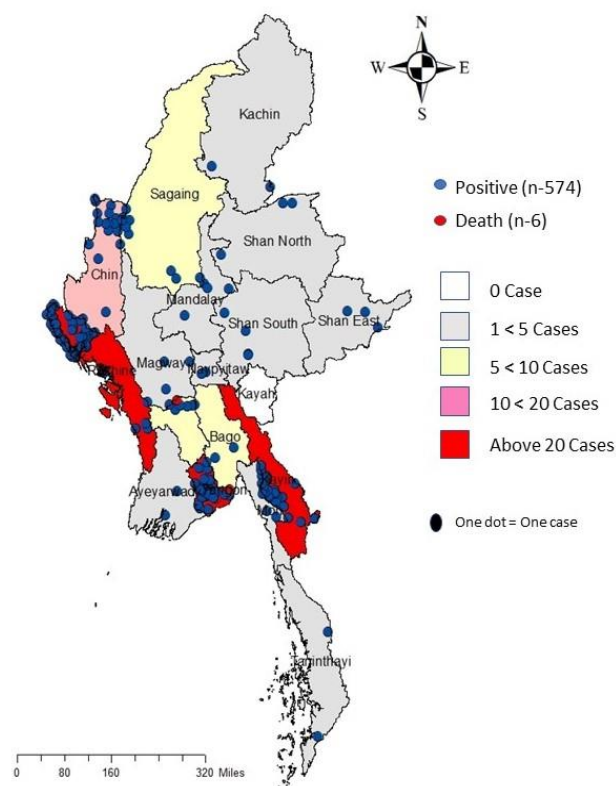 N
W E
S
Kachin
Sagaing
Positive (n-574)
Death (n-6)
Shan North
Chin
0 Case
Mandalay
1 < 5 Cases
Shan South
Shan East
Magway
5 < 10 Cases
Naypyitaw
Kayah
10 < 20 Cases
Bago
Above 20 Cases
Ayeyarwady
One dot = One case
0 80 160 320 Miles